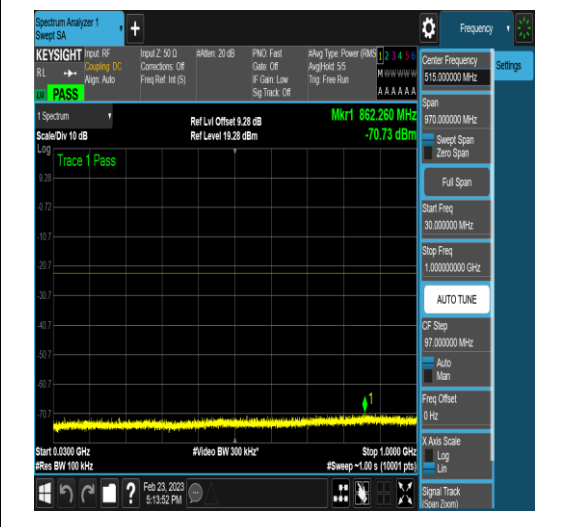 Spectrum Analyzer 1
Swept SA
+
Frequency
KEYSIGHT
RL
LXI PASS
Input: RF
Coupling: DC
Align: Auto
Input Z: 50 Ω
Corrections: Off
Freq Ref: Int (S)
#Atten: 20 dB
PNO: Fast
Gate: Off
IF Gain: Low
Sig Track: Off
#Avg Type: Power (RMS
Avg|Hold: 5/5
Trig: Free Run
1 2 3 4 5 6
M W W W W W
A A A A A A
1 Spectrum
Scale/Div 10 dB
Log
Ref Lvl Offset 9.28 dB
Ref Level 19.28 dBm
Mkr1 862.260 MHz
-70.73 dBm
Trace 1 Pass
9.28
-0.72
-10.7
-20.7
-30.7
-40.7
-50.7
-60.7
-70.7
1
Start 0.0300 GHz
#Res BW 100 kHz
#Video BW 300 kHz*
Stop 1.0000 GHz
#Sweep ~1.00 s (10001 pts)
?
Feb 23, 2023
5:13:52 PM
Center Frequency
515.000000 MHz
Settings
Span
970.000000 MHz
Swept Span
Zero Span
Full Span
Start Freq
30.000000 MHz
Stop Freq
1.000000000 GHz
AUTO TUNE
CF Step
97.000000 MHz
Auto
Man
Freq Offset
0 Hz
X Axis Scale
Log
Lin
Signal Track
(Span Zoom)